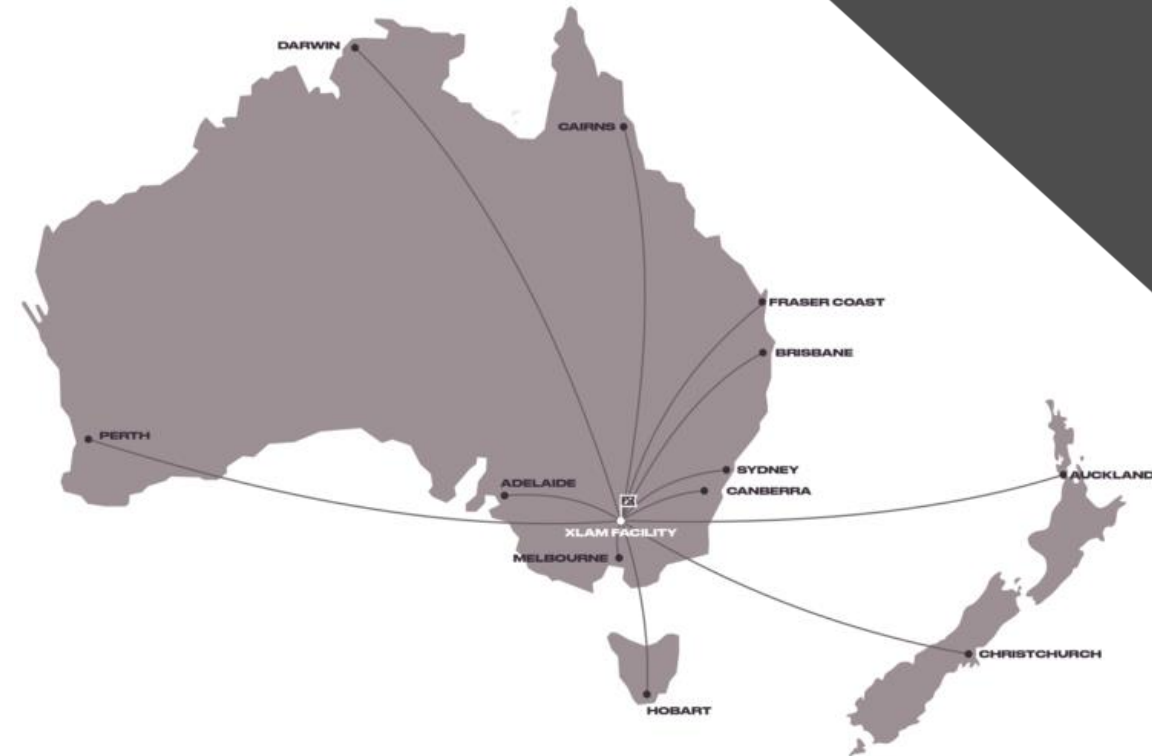 DARWIN
CAIRNS
FRASER COAST
BRISBANE
PERTH
SYDNEY
ADELAIDE
CANBERRA
AUCKLAND
XLAM FACILITY
MELBOURNE
CHRISTCHURCH
HOBART